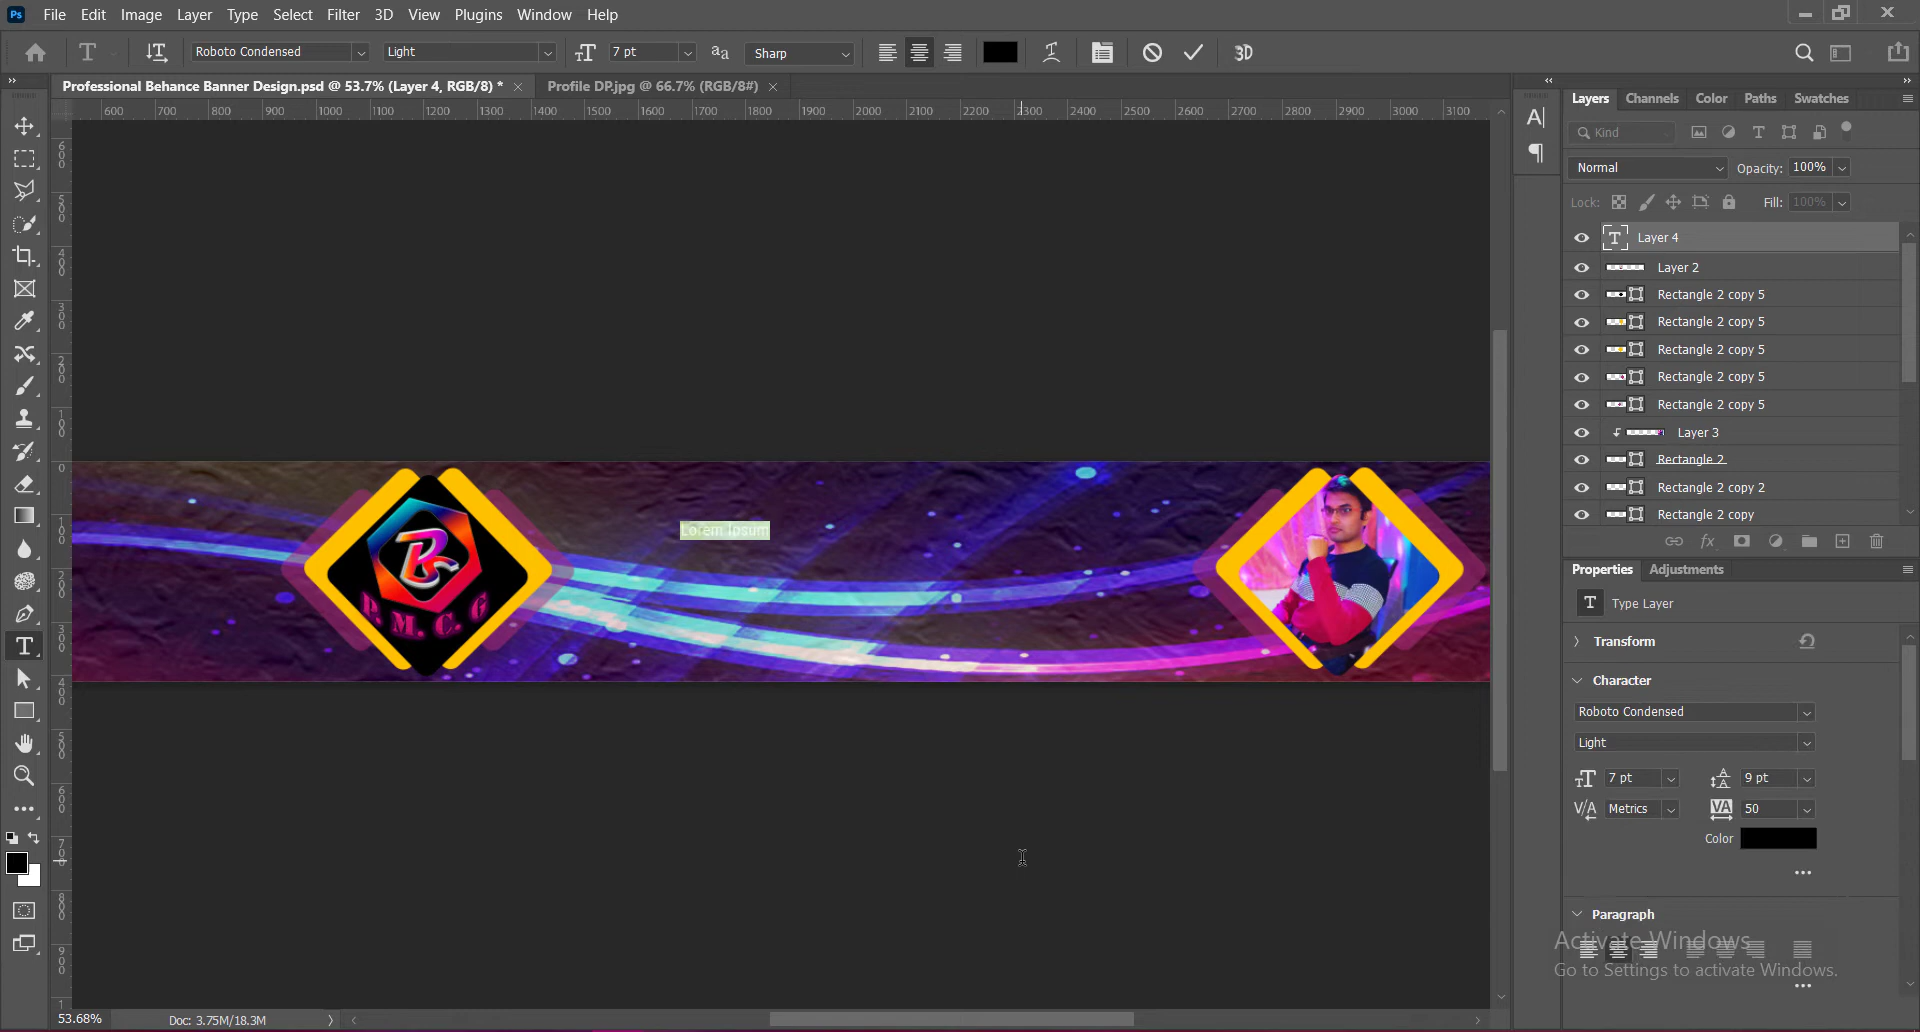 File Edit Image Layer Type Select Filter 3D View Plugins Window Help
Roboto Condensed Light 7 pt Sharp 3D
Professional Behance Banner Design.psd @ 53.7% (Layer 4, RGB/8) * Profile DP.jpg @ 66.7% (RGB/8#)
600 700 800 900 1000 1100 1200 1300 1400 1500 1600 1700 1800 1900 2000 2100 2200 2300 2400 2500 2600 2700 2800 2900 3000 3100
Layers Channels Color Paths Swatches
Kind
Normal Opacity: 100%
Lock: Fill: 100%
Layer 4
Layer 2
Rectangle 2 copy 5
Rectangle 2 copy 5
Rectangle 2 copy 5
Rectangle 2 copy 5
Rectangle 2 copy 5
Layer 3
Rectangle 2
Rectangle 2 copy 2
Rectangle 2 copy
Lorem Ipsum
P. M. C. G
Properties Adjustments
Type Layer
Transform
Character
Roboto Condensed
Light
7 pt 9 pt
Metrics 50
Color
Paragraph
Activate Windows
Go to Settings to activate Windows.
53.68% Doc: 3.75M/18.3M